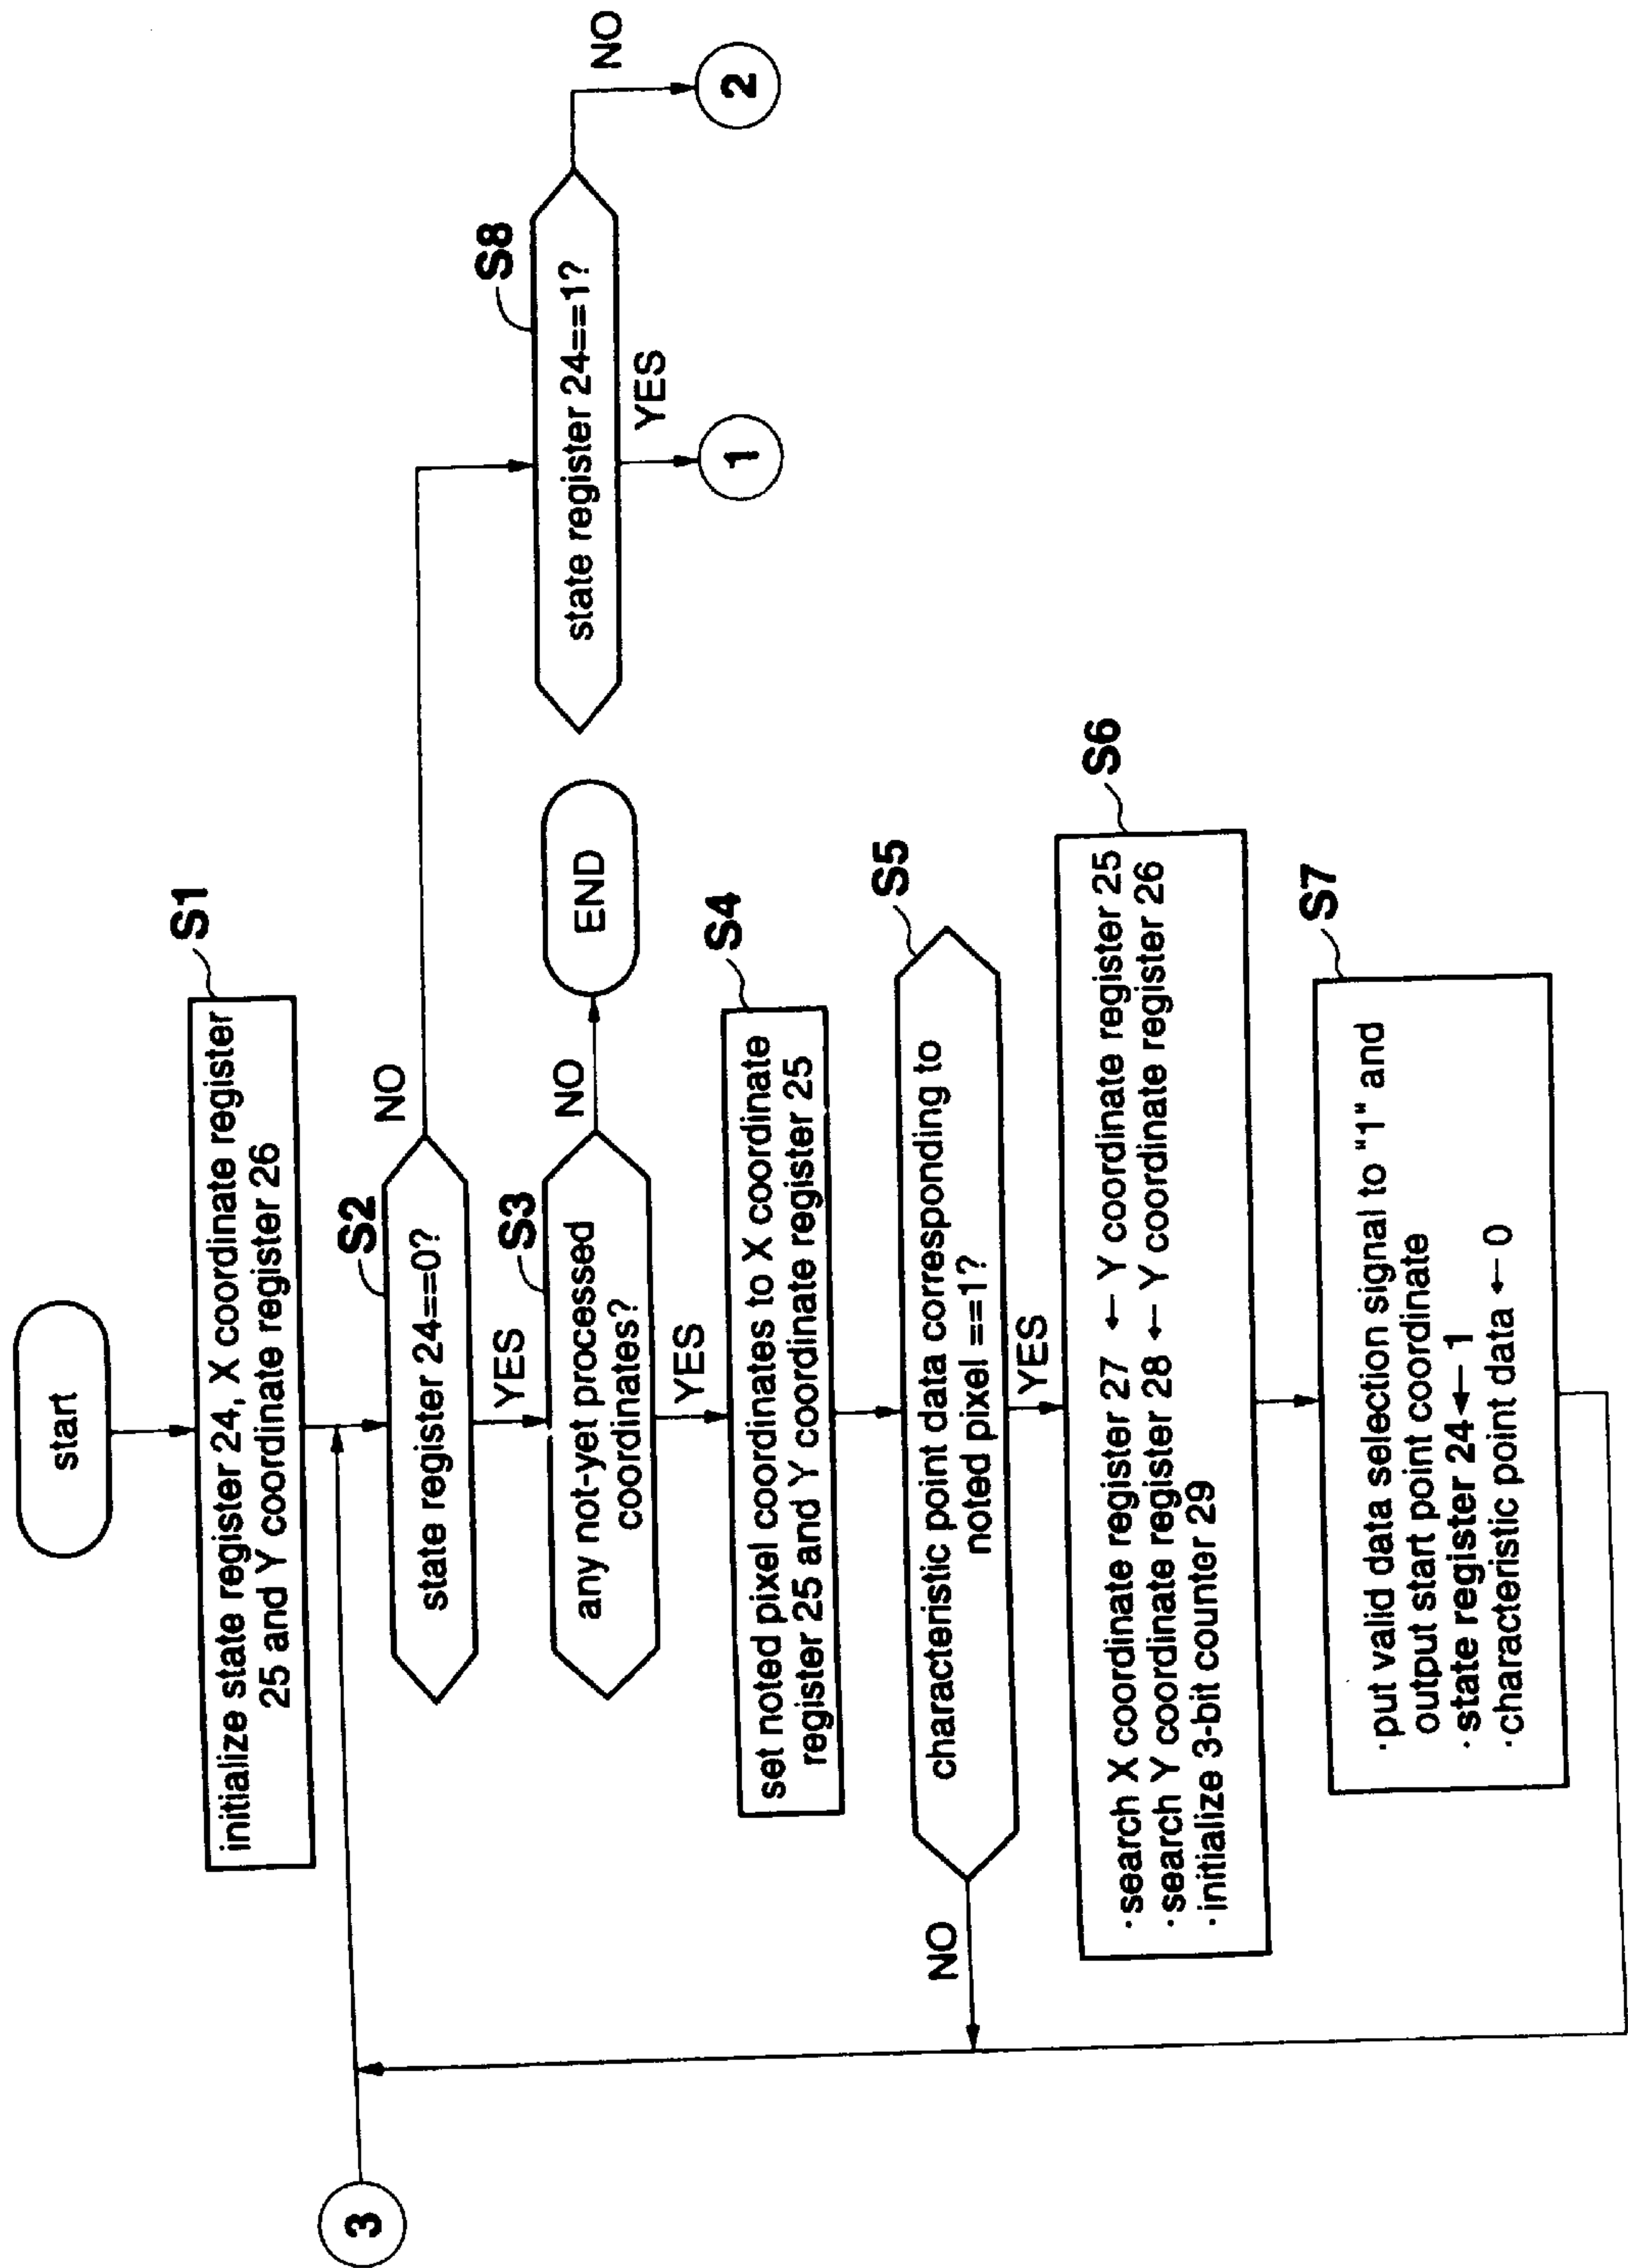 start
S1
initialize state register 24, X coordinate register
25 and Y coordinate register 26
S2
state register 24==0?
NO
YES
S3
any not-yet processed
coordinates?
NO
END
YES
S8
state register 24==1?
NO
2
YES
1
S4
set noted pixel coordinates to X coordinate
register 25 and Y coordinate register 25
S5
characteristic point data corresponding to
noted pixel ==1?
NO
YES
S6
·search X coordinate register 27 ← Y coordinate register 25
·search Y coordinate register 28 ← Y coordinate register 26
·initialize 3-bit counter 29
S7
·put valid data selection signal to "1" and
output start point coordinate
·state register 24 ← 1
·characteristic point data ← 0
3